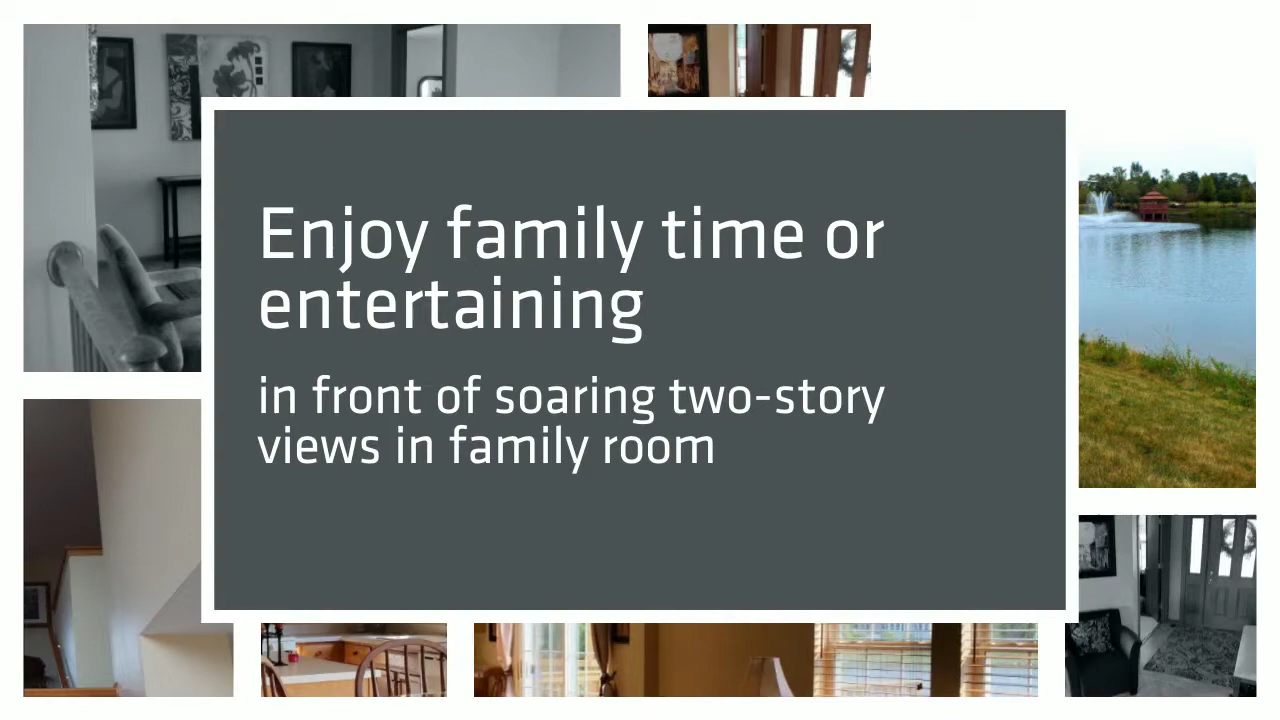 Enjoy family time or
entertaining
in front of soaring two-story
views in family room